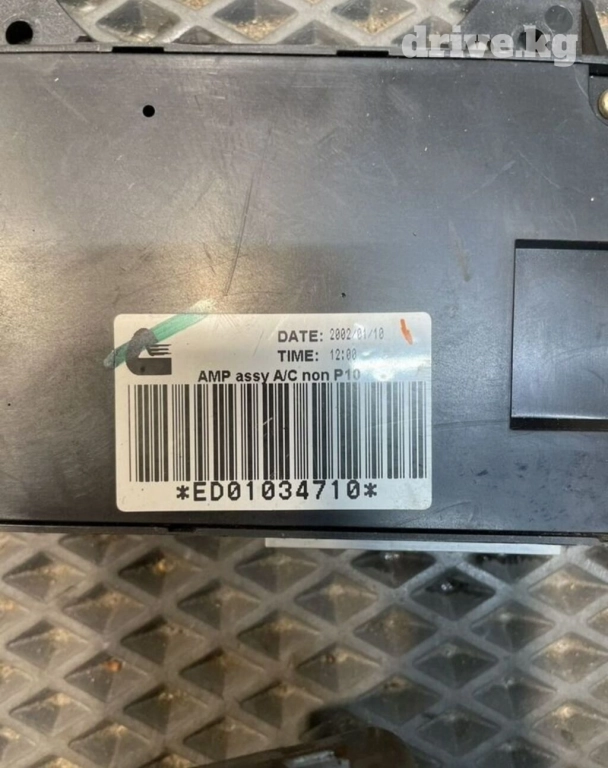 drive.kg
DATE: 2002/01/10
TIME: 12:00
AMP assy A/C non P10
*ED01034710*